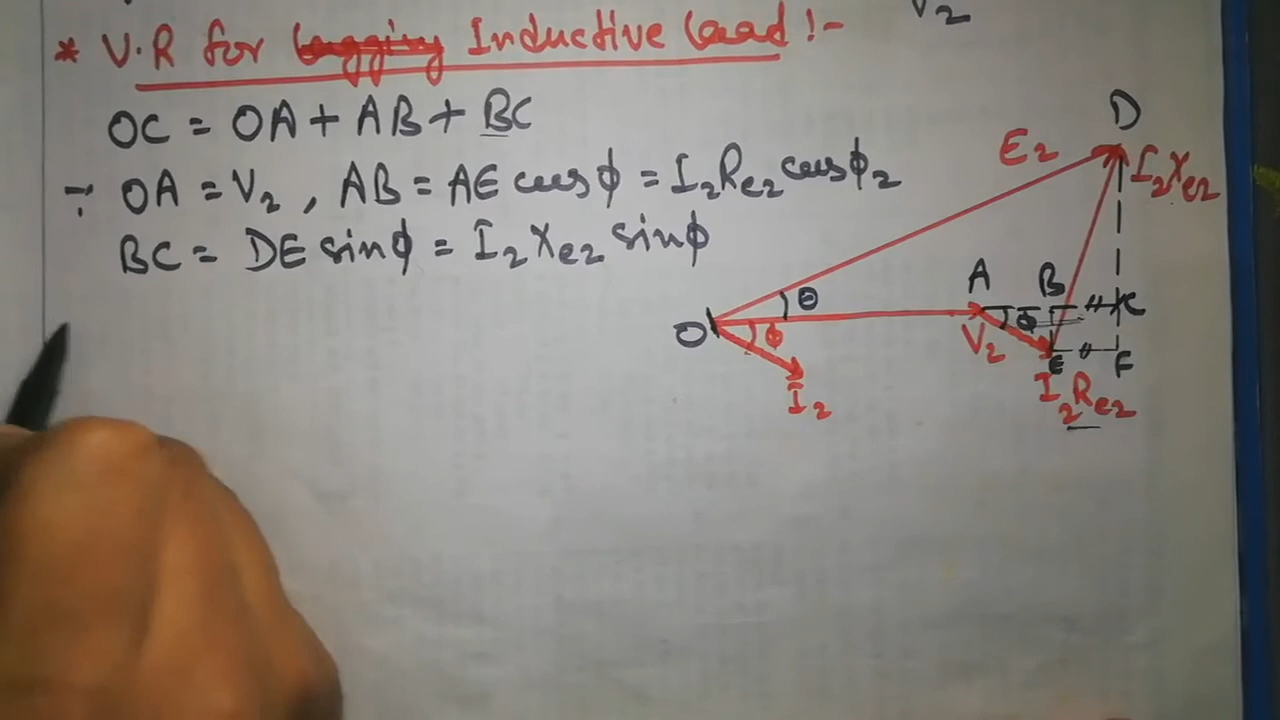 V2
* V.R for Inductive load :-
OC = OA + AB + BC
∵ OA = V2 , AB = AE cos ϕ = I2Re2 cos ϕ2
BC = DE sin ϕ = I2Xe2 sin ϕ
D
E2
I2Xe2
A B C
θ
O ϕ ϕ
V2
E F
I2
I2Re2